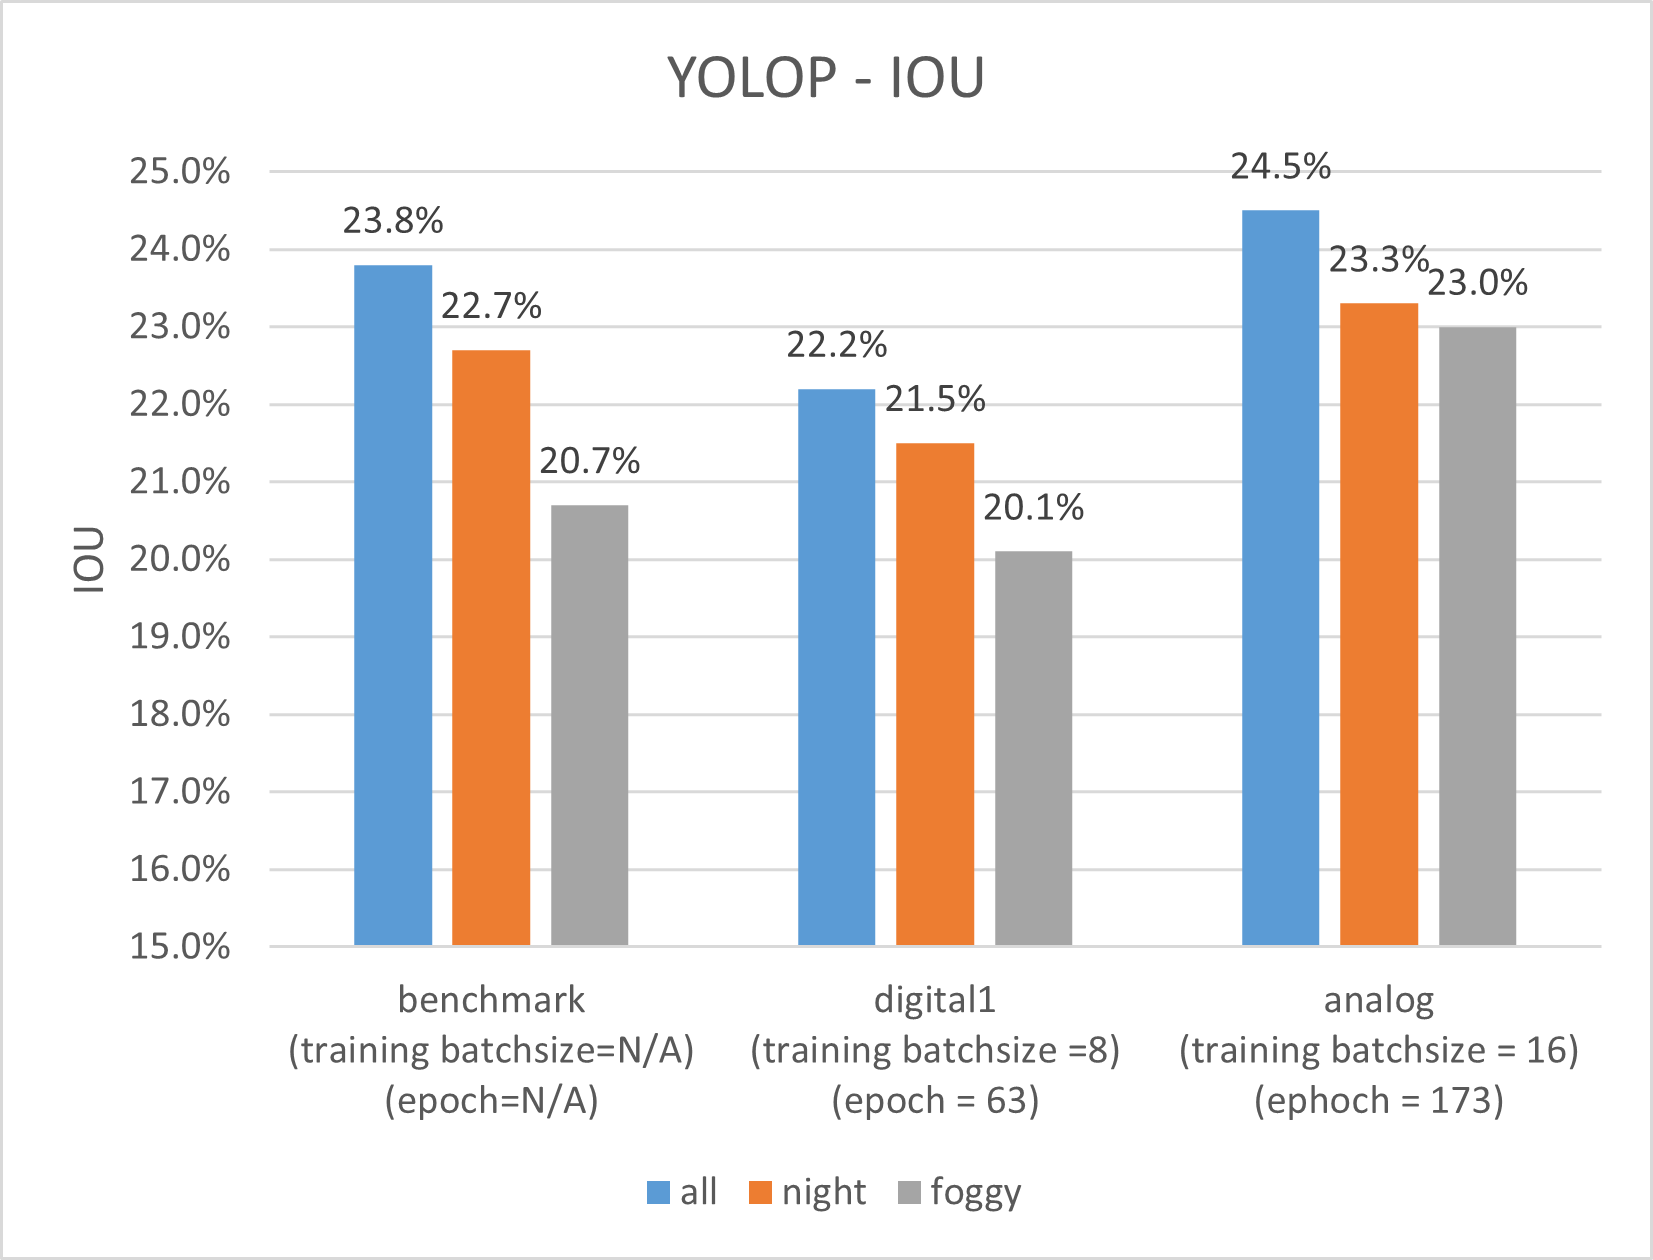 YOLOP - IOU
25.0%
24.0%
23.0%
22.0%
21.0%
20.0%
19.0%
18.0%
17.0%
16.0%
15.0%
IOU
23.8%
22.7%
20.7%
22.2%
21.5%
20.1%
24.5%
23.3%
23.0%
benchmark
(training batchsize=N/A)
(epoch=N/A)
digital1
(training batchsize =8)
(epoch = 63)
analog
(training batchsize = 16)
(ephoch = 173)
all night foggy